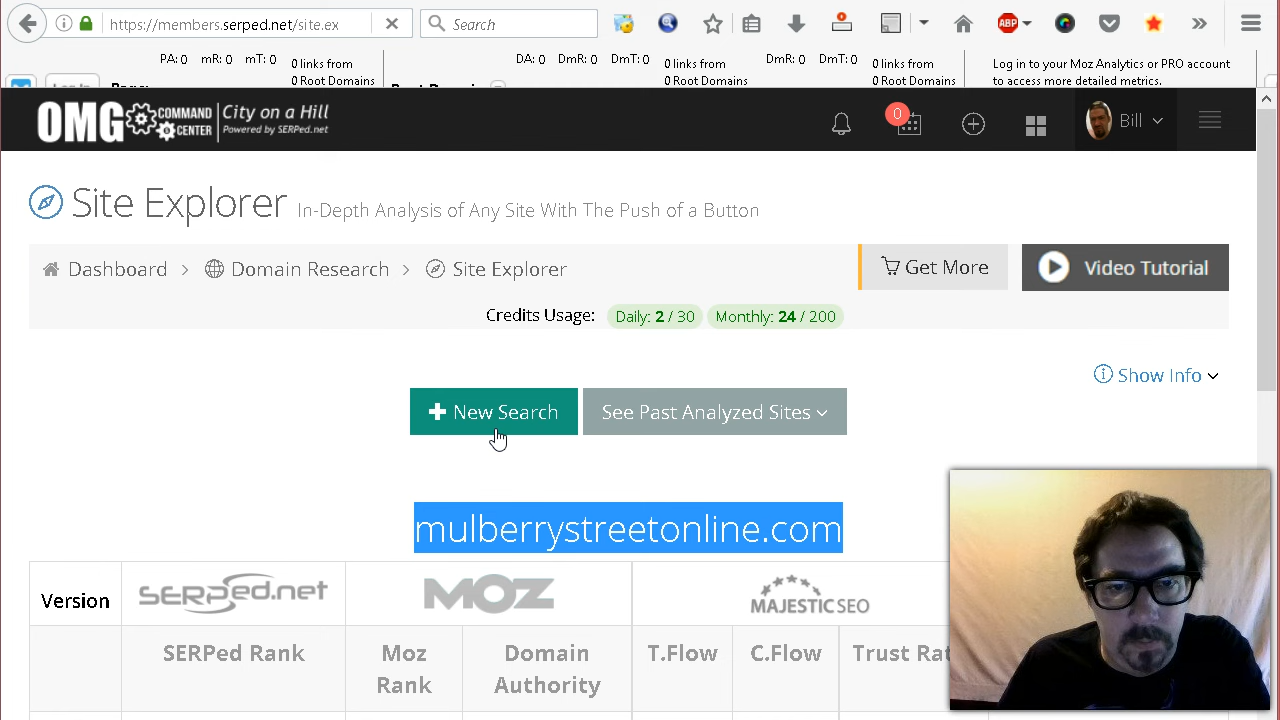 https://members.serped.net/site.ex
Search
ABP
PA: 0 mR: 0 mT: 0
0 links from
0 Root Domains
DA: 0 DmR: 0 DmT: 0
0 links from
0 Root Domains
DmR: 0 DmT: 0
0 links from
0 Root Domains
Log in to your Moz Analytics or PRO account
to access more detailed metrics.
OMG COMMAND CENTER
City on a Hill
Powered by SERPed.net
0
Bill
Site Explorer In-Depth Analysis of Any Site With The Push of a Button
Dashboard > Domain Research > Site Explorer
Get More
Video Tutorial
Credits Usage: Daily: 2 / 30 Monthly: 24 / 200
Show Info
New Search
See Past Analyzed Sites
mulberrystreetonline.com
Version
SERPed.net
MOZ
MAJESTIC SEO
SERPed Rank
Moz
Rank
Domain
Authority
T.Flow
C.Flow
Trust Rat